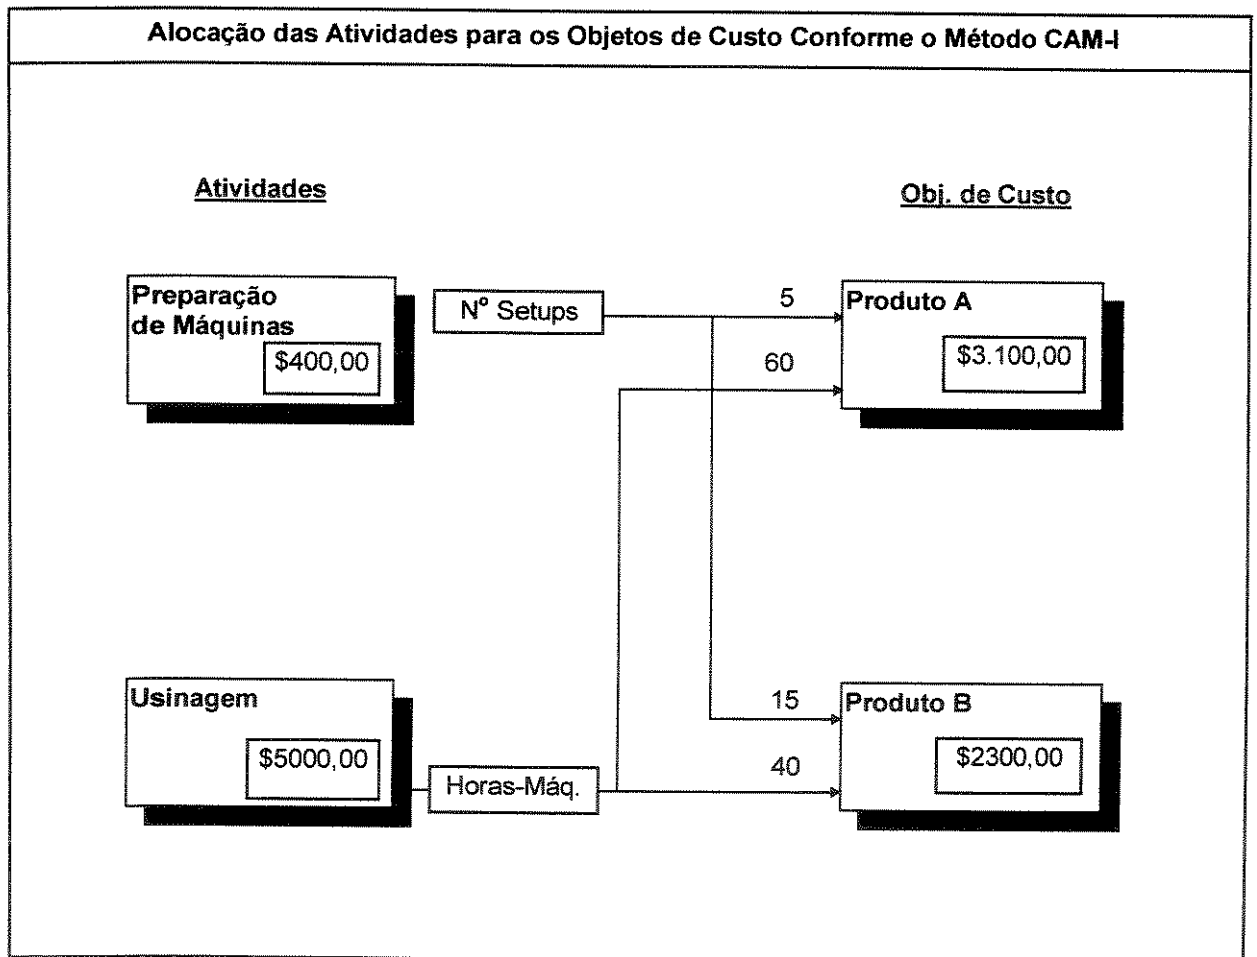 Alocação das Atividades para os Objetos de Custo Conforme o Método CAM-I
Atividades
Obj. de Custo
Preparação
de Máquinas
$400,00
Nº Setups
5
60
Produto A
$3.100,00
Usinagem
$5000,00
Horas-Máq.
15
40
Produto B
$2300,00